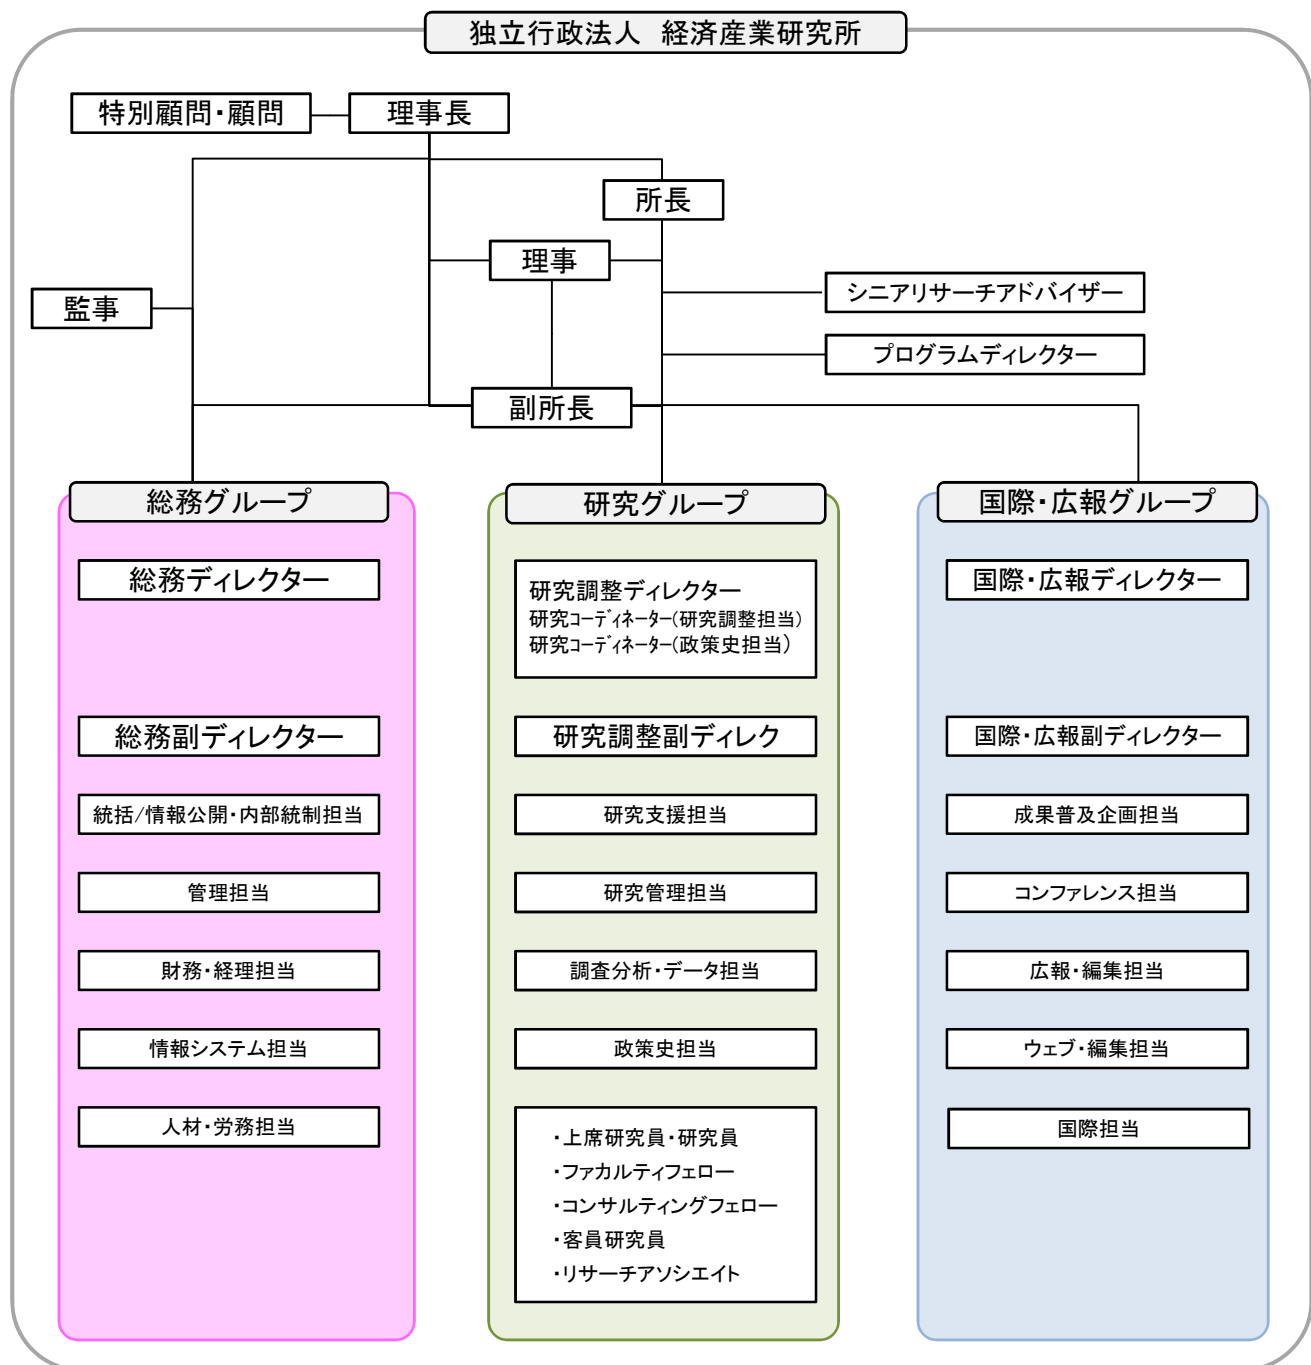 独立行政法人 経済産業研究所
特別顧問・顧問
理事長
所長
理事
シニアリサーチアドバイザー
監事
プログラムディレクター
副所長
総務グループ
総務ディレクター
総務副ディレクター
統括/情報公開・内部統制担当
管理担当
財務・経理担当
情報システム担当
人材・労務担当
研究グループ
研究調整ディレクター
研究ｺｰﾃﾞｨﾈｰﾀｰ(研究調整担当)
研究ｺｰﾃﾞｨﾈｰﾀｰ(政策史担当)
研究調整副ディレク
研究支援担当
研究管理担当
調査分析・データ担当
政策史担当
・上席研究員・研究員
・ファカルティフェロー
・コンサルティングフェロー
・客員研究員
・リサーチアソシエイト
国際・広報グループ
国際・広報ディレクター
国際・広報副ディレクター
成果普及企画担当
コンファレンス担当
広報・編集担当
ウェブ・編集担当
国際担当